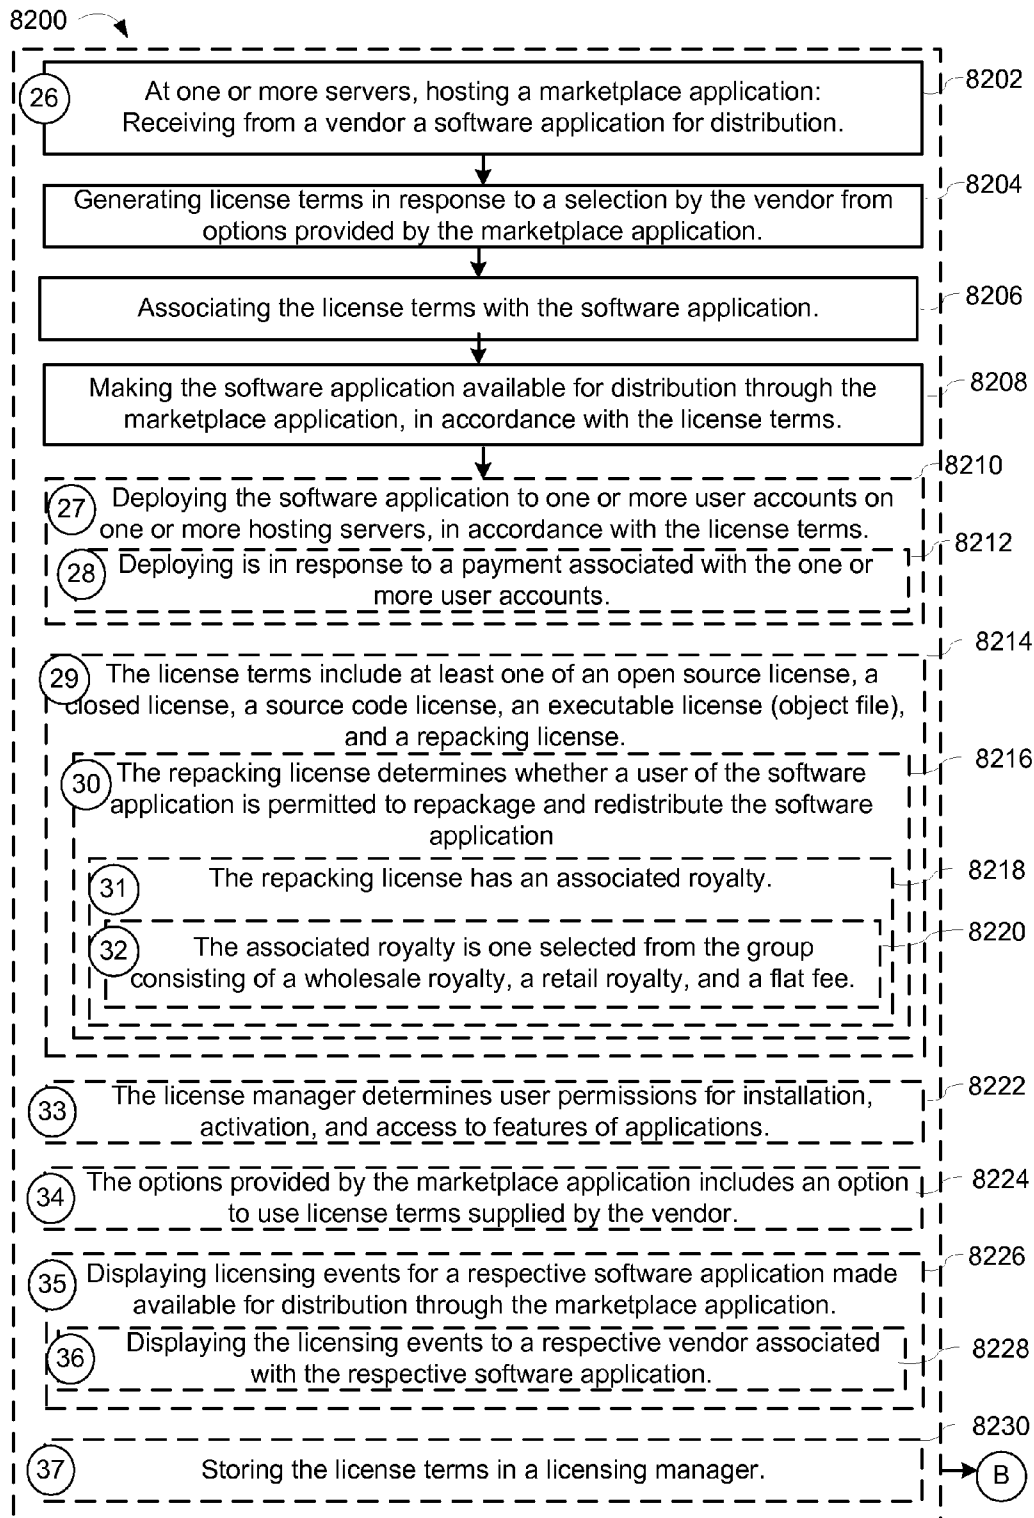 8200
8202
26
At one or more servers, hosting a marketplace application:
Receiving from a vendor a software application for distribution.
8204
Generating license terms in response to a selection by the vendor from
options provided by the marketplace application.
8206
Associating the license terms with the software application.
8208
Making the software application available for distribution through the
marketplace application, in accordance with the license terms.
8210
27
Deploying the software application to one or more user accounts on
one or more hosting servers, in accordance with the license terms.
8212
28
Deploying is in response to a payment associated with the one or
more user accounts.
8214
29
The license terms include at least one of an open source license, a
closed license, a source code license, an executable license (object file),
and a repacking license.
8216
30
The repacking license determines whether a user of the software
application is permitted to repackage and redistribute the software
application
8218
31
The repacking license has an associated royalty.
8220
32
The associated royalty is one selected from the group
consisting of a wholesale royalty, a retail royalty, and a flat fee.
8222
33
The license manager determines user permissions for installation,
activation, and access to features of applications.
8224
34
The options provided by the marketplace application includes an option
to use license terms supplied by the vendor.
8226
35
Displaying licensing events for a respective software application made
available for distribution through the marketplace application.
8228
36
Displaying the licensing events to a respective vendor associated
with the respective software application.
8230
37
Storing the license terms in a licensing manager.
B